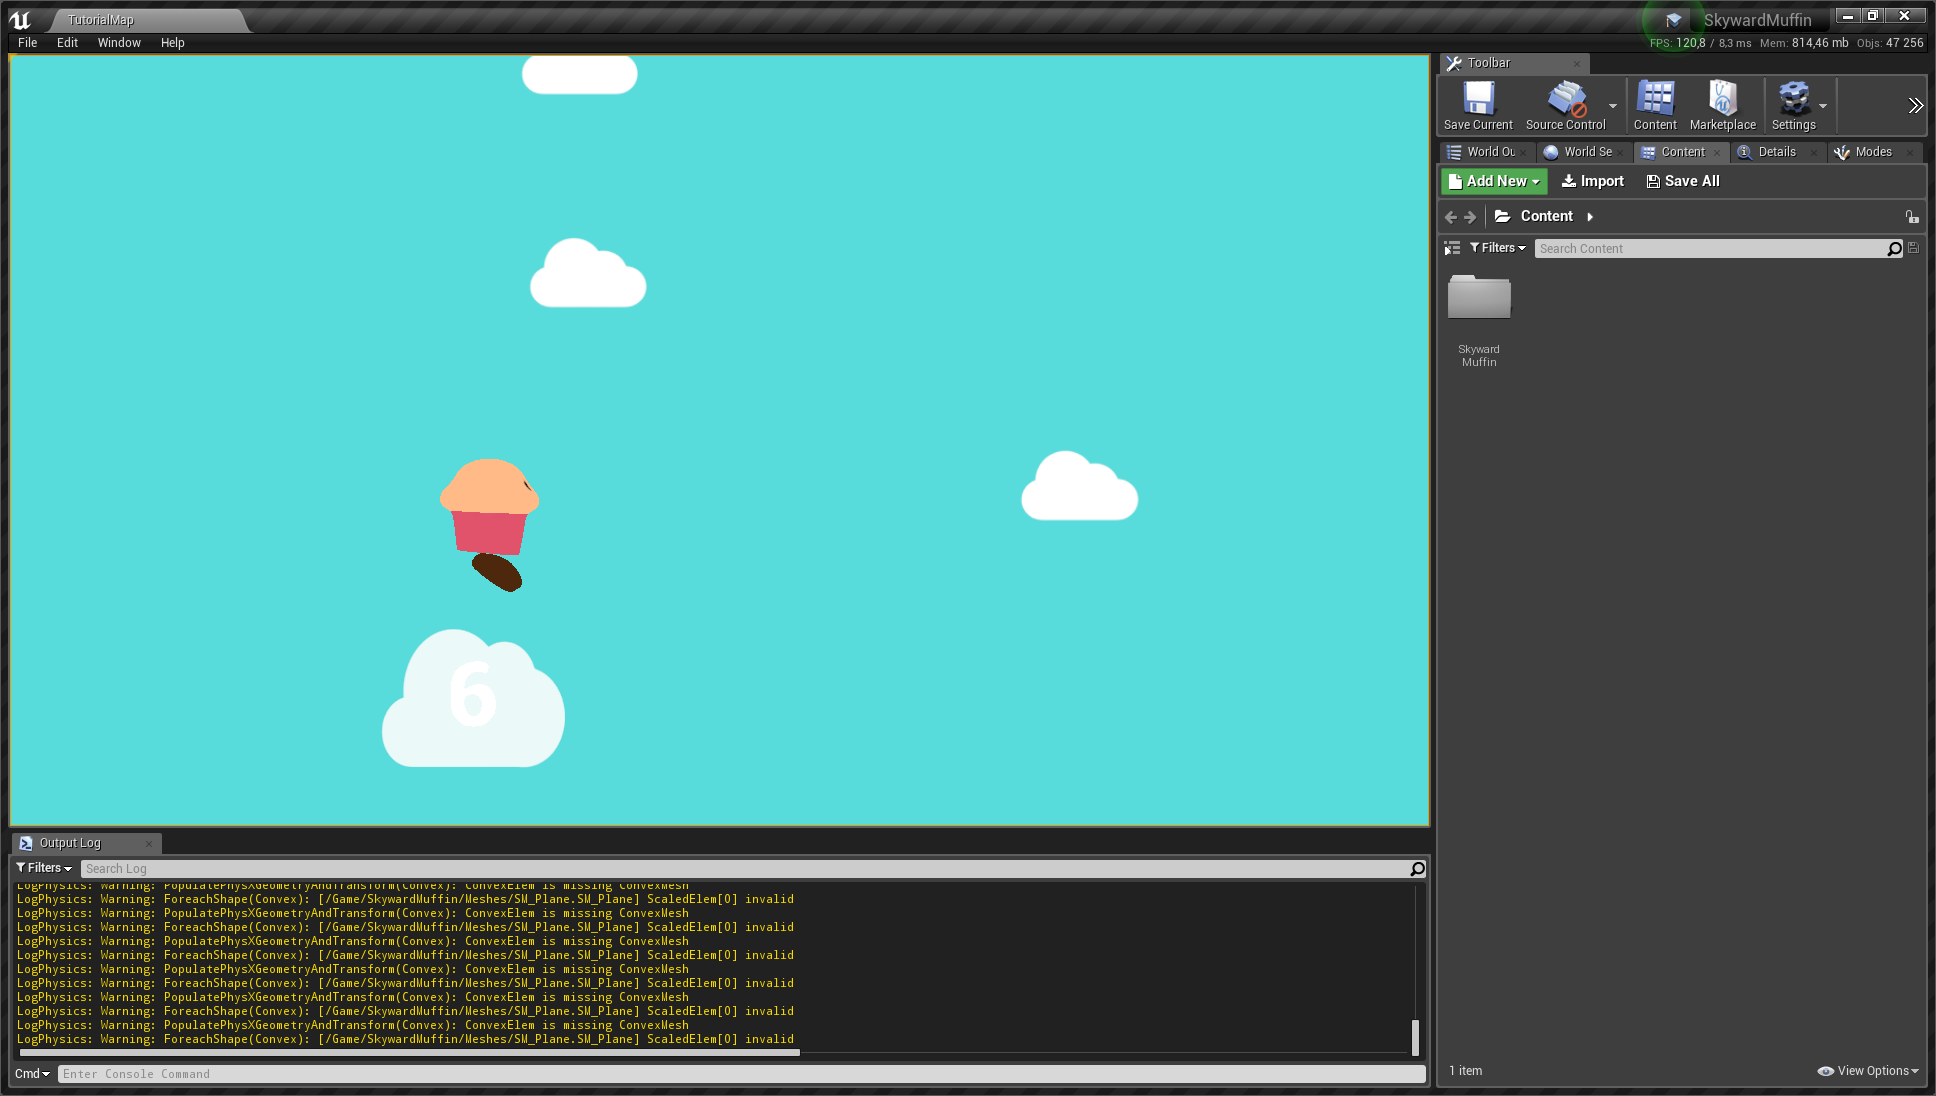 TutorialMap
SkywardMuffin
File Edit Window Help
FPS: 120,8 / 8,3 ms Mem: 814,46 mb Objs: 47 256
Toolbar
Save Current Source Control Content Marketplace Settings
World Ou World Se Content Details Modes
Add New Import Save All
Content
Filters Search Content
Skyward
Muffin
6
Output Log
Filters Search Log
LogPhysics: Warning: PopulatePhysXGeometryAndTransform(Convex): ConvexElem is missing ConvexMesh
LogPhysics: Warning: ForeachShape(Convex): [/Game/SkywardMuffin/Meshes/SM_Plane.SM_Plane] ScaledElem[0] invalid
LogPhysics: Warning: PopulatePhysXGeometryAndTransform(Convex): ConvexElem is missing ConvexMesh
LogPhysics: Warning: ForeachShape(Convex): [/Game/SkywardMuffin/Meshes/SM_Plane.SM_Plane] ScaledElem[0] invalid
LogPhysics: Warning: PopulatePhysXGeometryAndTransform(Convex): ConvexElem is missing ConvexMesh
LogPhysics: Warning: ForeachShape(Convex): [/Game/SkywardMuffin/Meshes/SM_Plane.SM_Plane] ScaledElem[0] invalid
LogPhysics: Warning: PopulatePhysXGeometryAndTransform(Convex): ConvexElem is missing ConvexMesh
LogPhysics: Warning: ForeachShape(Convex): [/Game/SkywardMuffin/Meshes/SM_Plane.SM_Plane] ScaledElem[0] invalid
LogPhysics: Warning: PopulatePhysXGeometryAndTransform(Convex): ConvexElem is missing ConvexMesh
LogPhysics: Warning: ForeachShape(Convex): [/Game/SkywardMuffin/Meshes/SM_Plane.SM_Plane] ScaledElem[0] invalid
LogPhysics: Warning: PopulatePhysXGeometryAndTransform(Convex): ConvexElem is missing ConvexMesh
LogPhysics: Warning: ForeachShape(Convex): [/Game/SkywardMuffin/Meshes/SM_Plane.SM_Plane] ScaledElem[0] invalid
Cmd Enter Console Command
1 item View Options